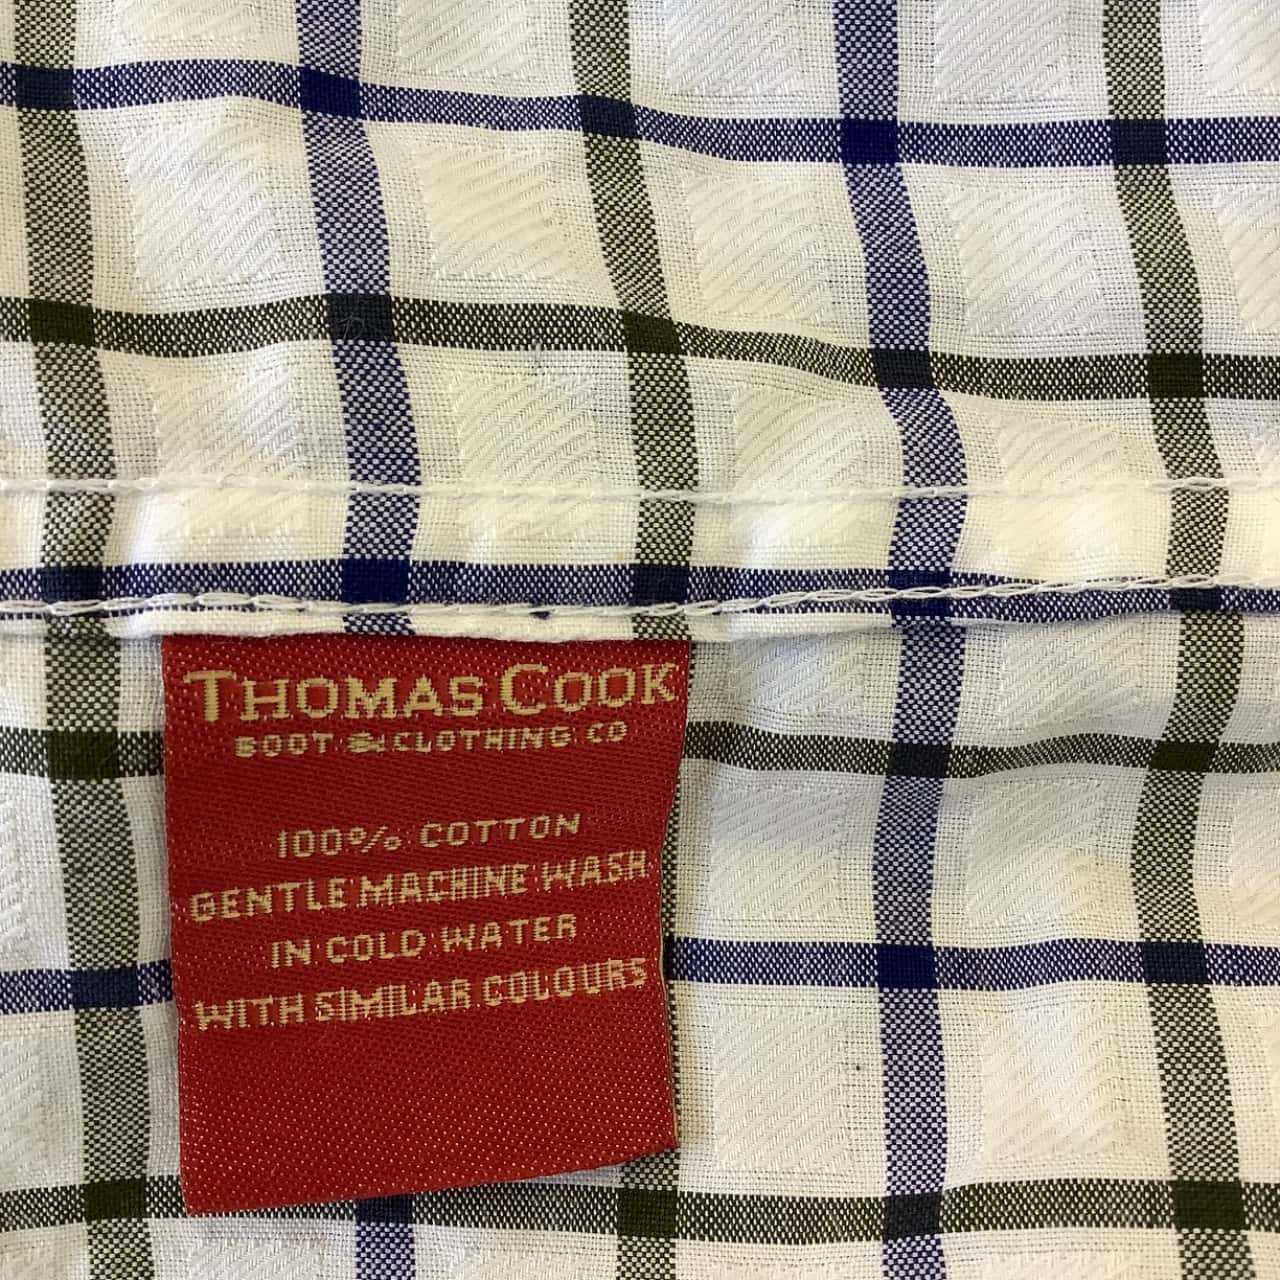 THOMAS COOK
BOOT & CLOTHING CO
100% COTTON
GENTLE MACHINE WASH
IN COLD WATER
WITH SIMILAR COLOURS